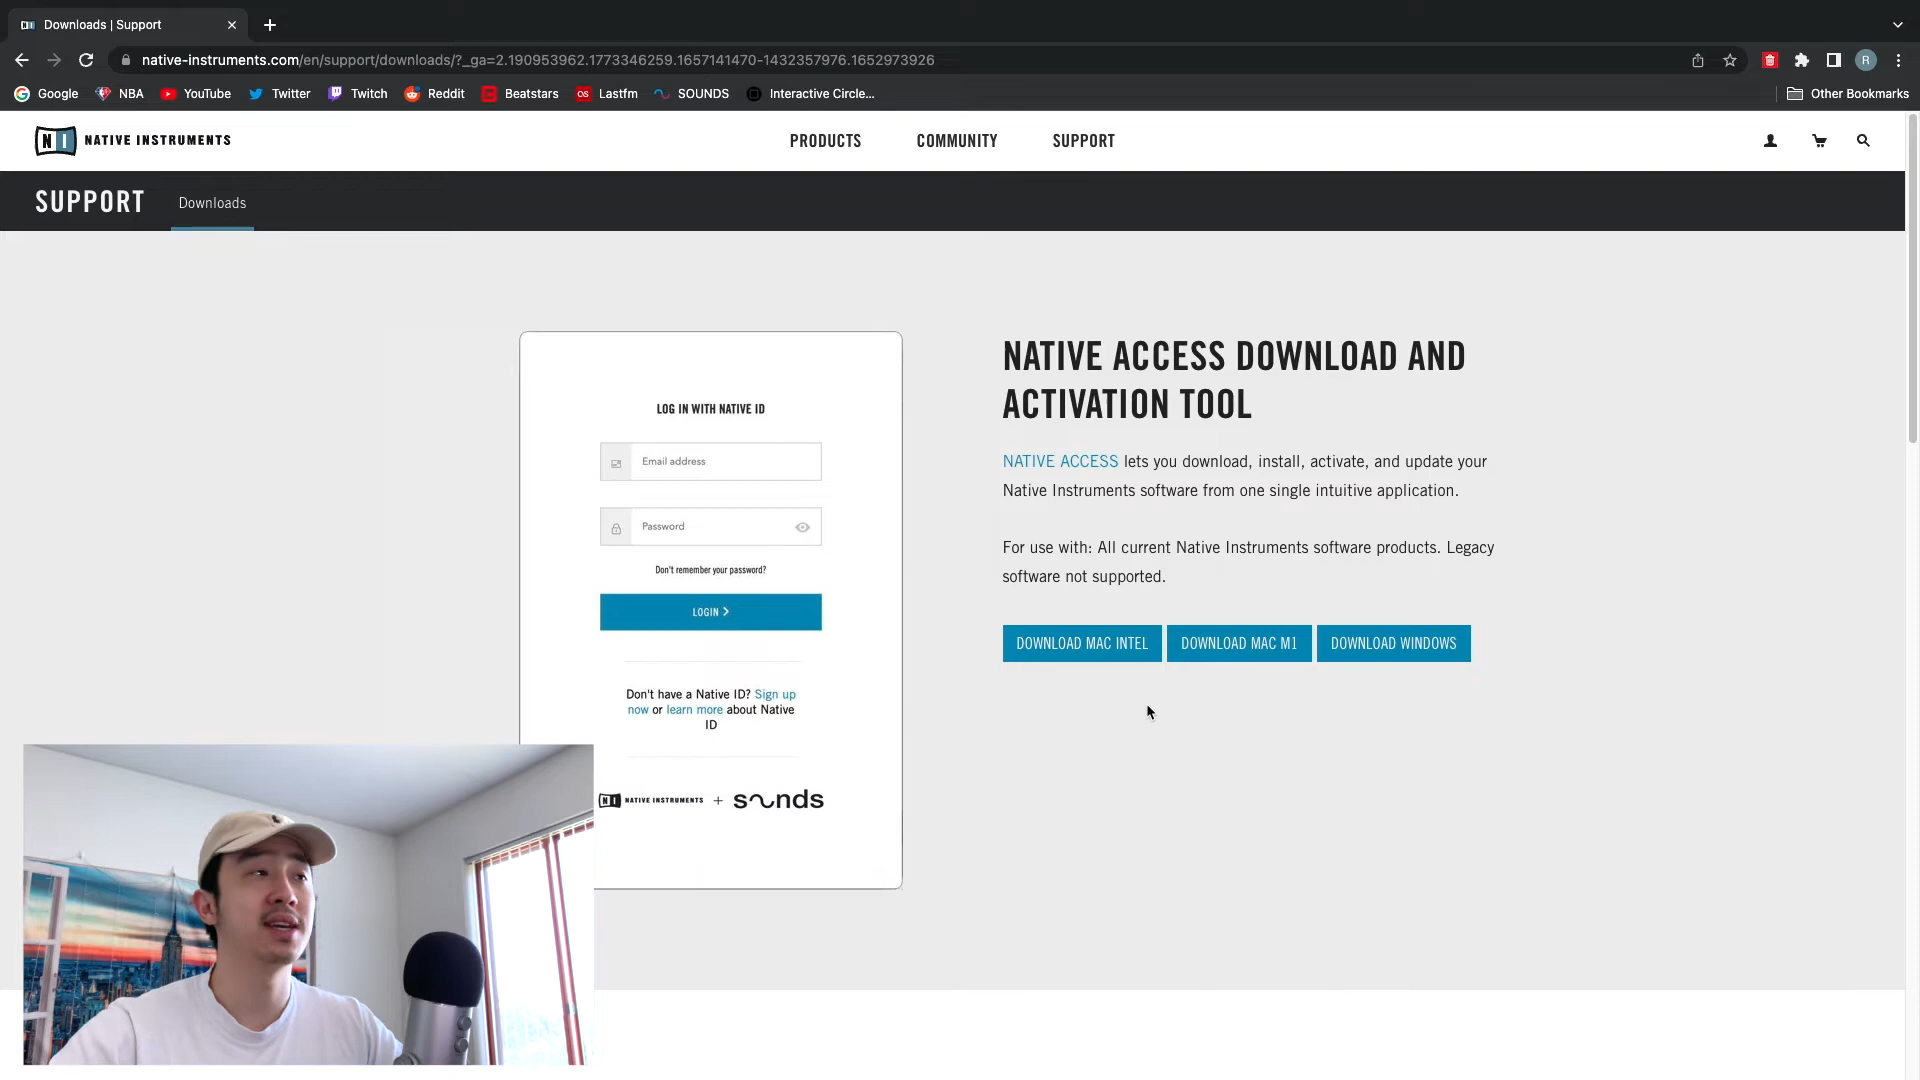 Downloads | Support
native-instruments.com/en/support/downloads/?_ga=2.190953962.1773346259.1657141470-1432357976.1652973926
R
Google
NBA
YouTube
Twitter
Twitch
Reddit
Beatstars
Lastfm
SOUNDS
Interactive Circle...
Other Bookmarks
NI NATIVE INSTRUMENTS
PRODUCTS
COMMUNITY
SUPPORT
SUPPORT
Downloads
LOG IN WITH NATIVE ID
Email address
Password
Don't remember your password?
LOGIN >
Don't have a Native ID? Sign up
now or learn more about Native
ID
NI NATIVE INSTRUMENTS + sounds
NATIVE ACCESS DOWNLOAD AND
ACTIVATION TOOL
NATIVE ACCESS lets you download, install, activate, and update your
Native Instruments software from one single intuitive application.
For use with: All current Native Instruments software products. Legacy
software not supported.
DOWNLOAD MAC INTEL
DOWNLOAD MAC M1
DOWNLOAD WINDOWS